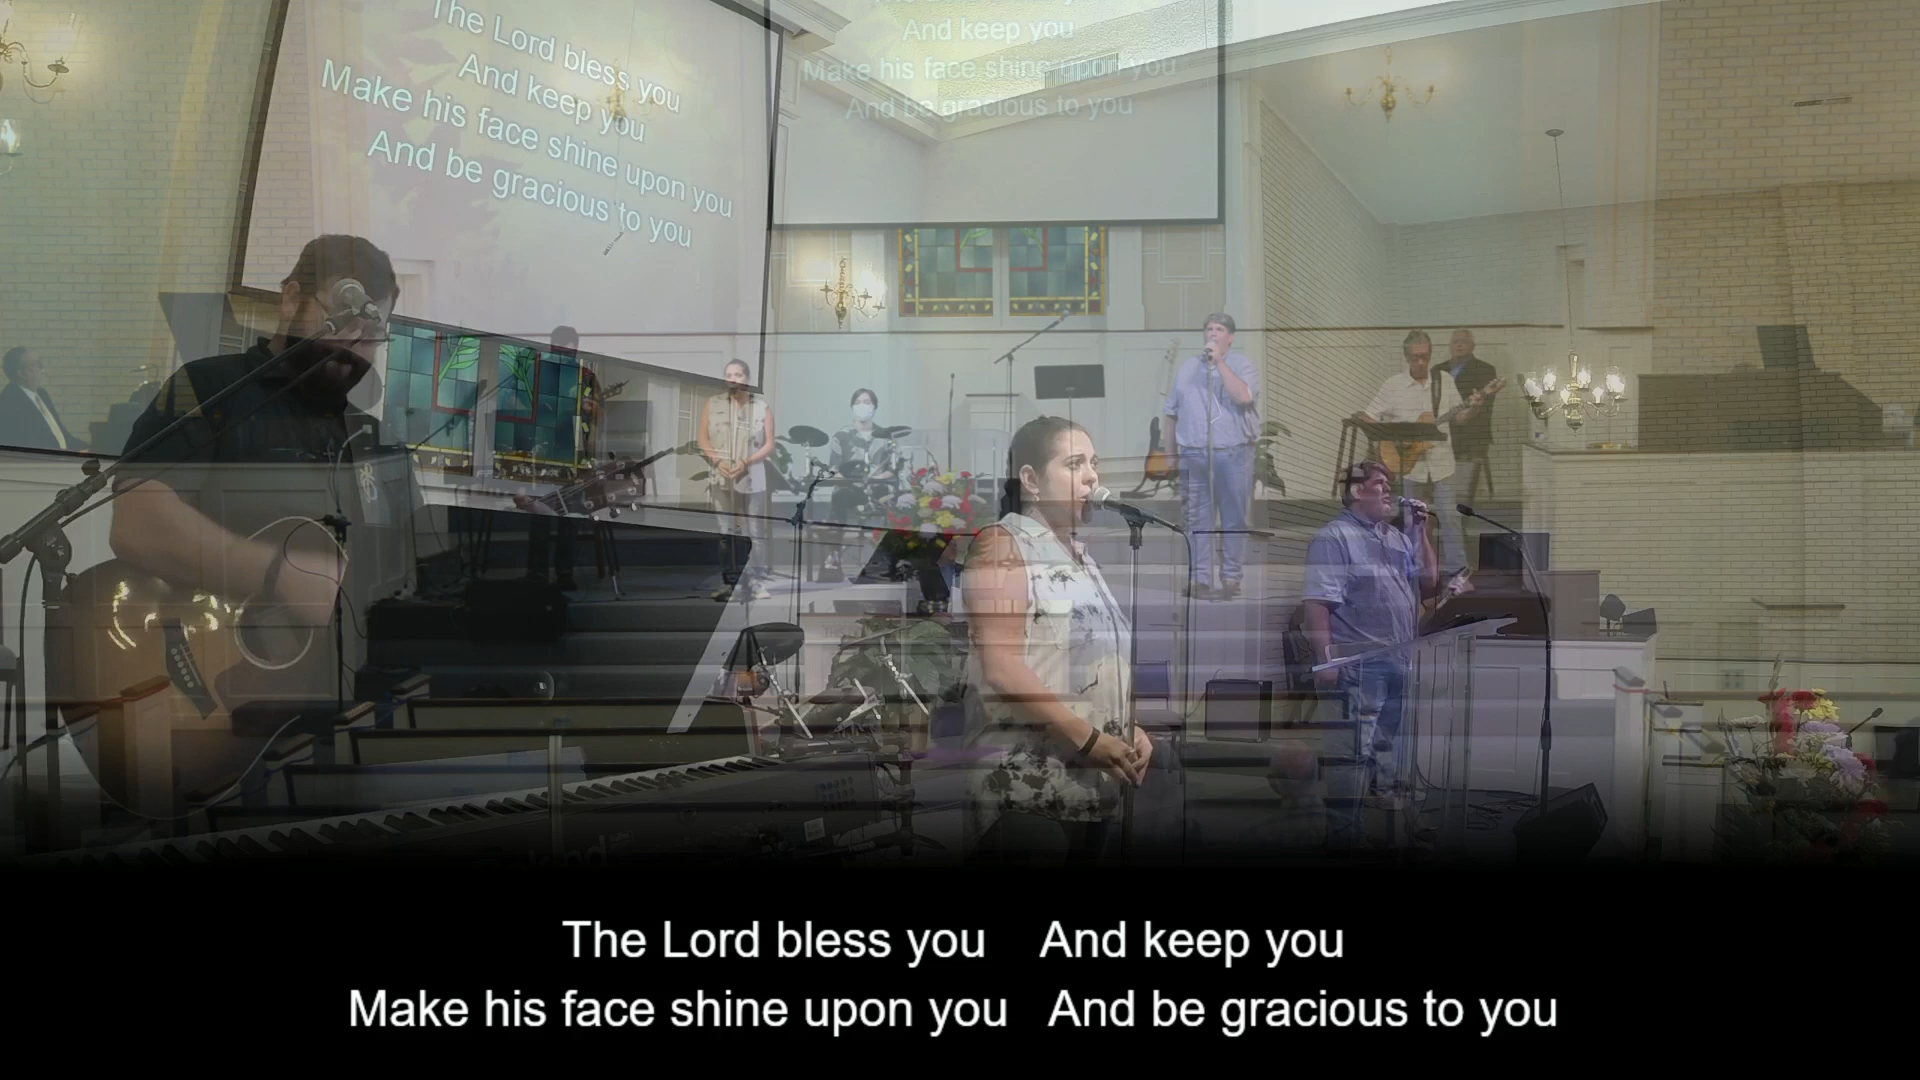 The Lord bless you
And keep you
Make his face shine upon you
And be gracious to you
And keep you
Make his face shine upon you
And be gracious to you
The Lord bless you And keep you
Make his face shine upon you And be gracious to you